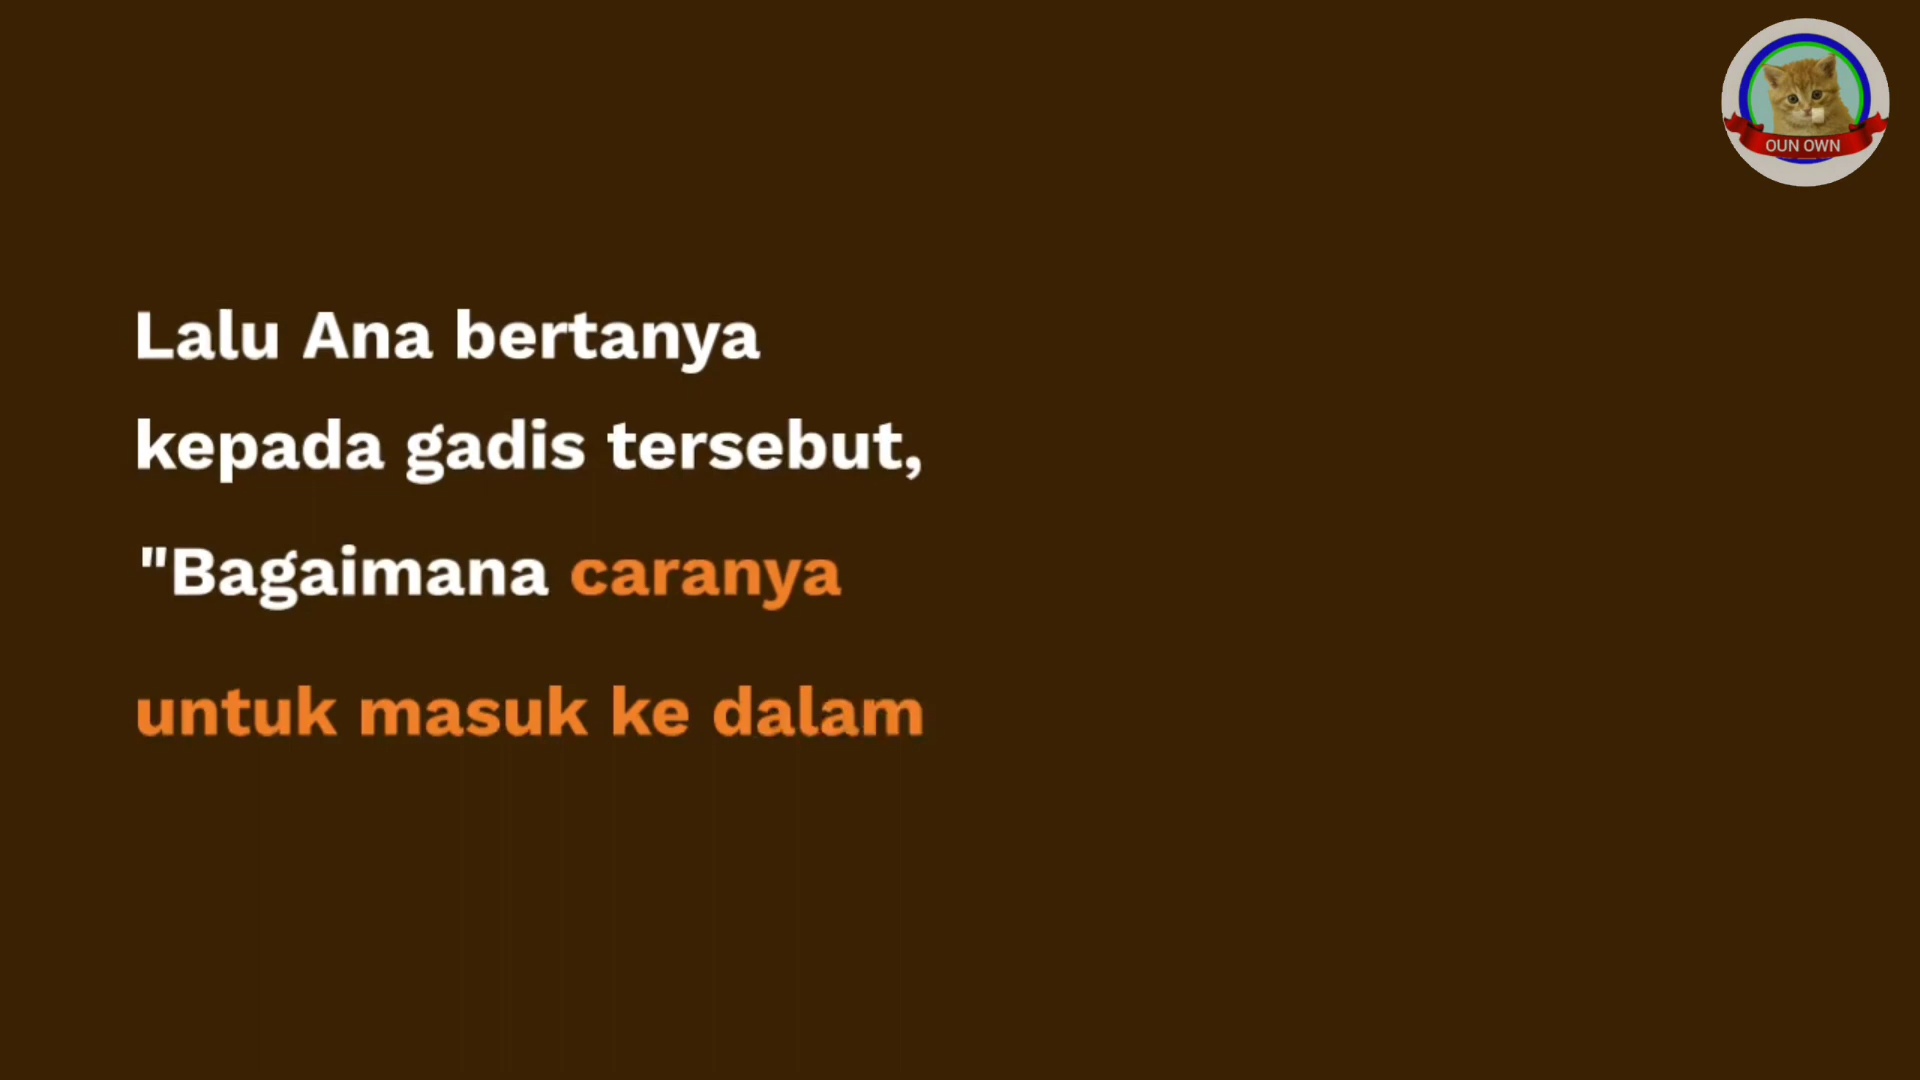 OUN OWN
Lalu Ana bertanya
kepada gadis tersebut,
"Bagaimana caranya
untuk masuk ke dalam